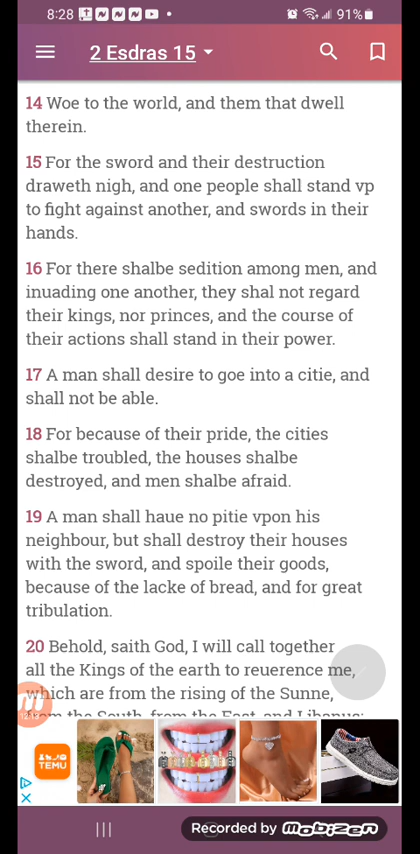 8:28
91%
2 Esdras 15
14 Woe to the world, and them that dwell
therein.
15 For the sword and their destruction
draweth nigh, and one people shall stand vp
to fight against another, and swords in their
hands.
16 For there shalbe sedition among men, and
inuading one another, they shal not regard
their kings, nor princes, and the course of
their actions shall stand in their power.
17 A man shall desire to goe into a citie, and
shall not be able.
18 For because of their pride, the cities
shalbe troubled, the houses shalbe
destroyed, and men shalbe afraid.
19 A man shall haue no pitie vpon his
neighbour, but shall destroy their houses
with the sword, and spoile their goods,
because of the lacke of bread, and for great
tribulation.
20 Behold, saith God, I will call together
all the Kings of the earth to reuerence me,
which are from the rising of the Sunne,
from the South, from the East, and Libanus:
TEMU
Recorded by mobizen